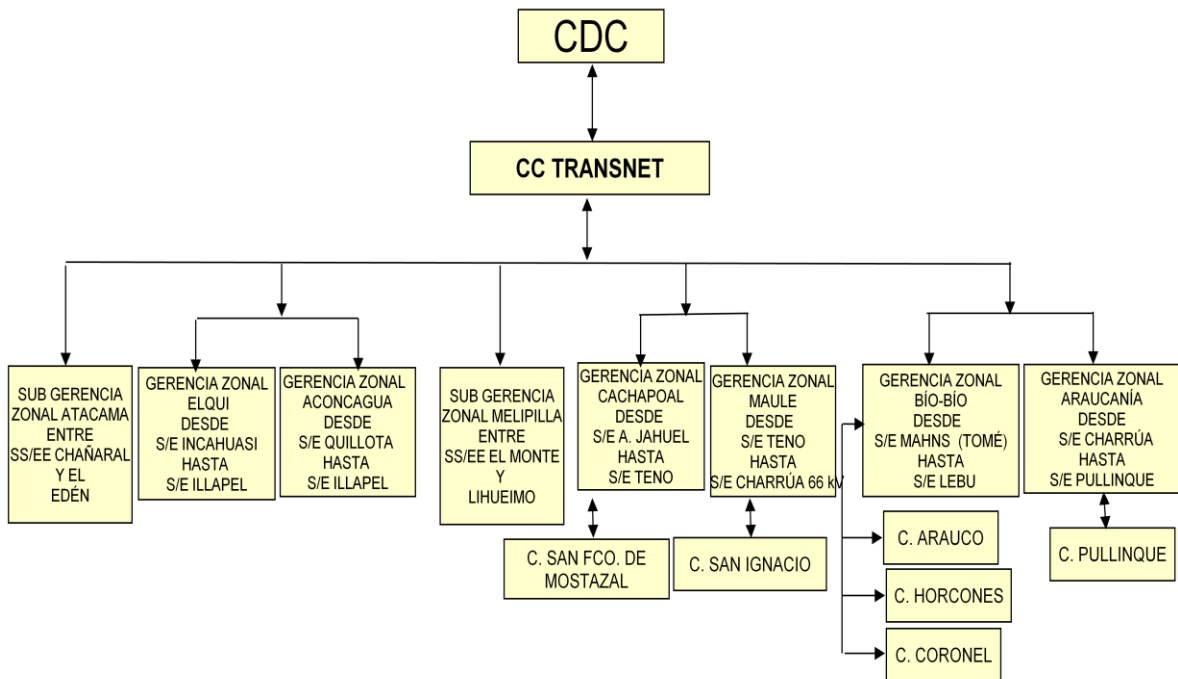 CDC
CC TRANSNET
SUB GERENCIA
ZONAL ATACAMA
ENTRE
SS/EE CHAÑARAL
Y EL
EDÉN
GERENCIA ZONAL
ELQUI
DESDE
S/E INCAHUASI
HASTA
S/E ILLAPEL
GERENCIA ZONAL
ACONCAGUA
DESDE
S/E QUILLOTA
HASTA
S/E ILLAPEL
SUB GERENCIA
ZONAL MELIPILLA
ENTRE
SS/EE EL MONTE
Y
LIHUEIMO
GERENCIA ZONAL
CACHAPOAL
DESDE
S/E A. JAHUEL
HASTA
S/E TENO
GERENCIA ZONAL
MAULE
DESDE
S/E TENO
HASTA
S/E CHARRÚA 66 kV
GERENCIA ZONAL
BÍO-BÍO
DESDE
S/E MAHNS (TOMÉ)
HASTA
S/E LEBU
GERENCIA ZONAL
ARAUCANÍA
DESDE
S/E CHARRÚA
HASTA
S/E PULLINQUE
C. SAN FCO. DE
MOSTAZAL
C. SAN IGNACIO
C. ARAUCO
C. HORCONES
C. CORONEL
C. PULLINQUE